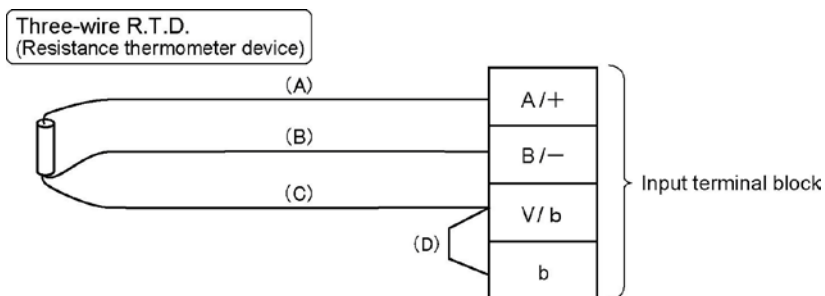 Three-wire R.T.D.
(Resistance thermometer device)
(A)
A/+
(B)
B/−
Input terminal block
(C)
V/b
(D)
b